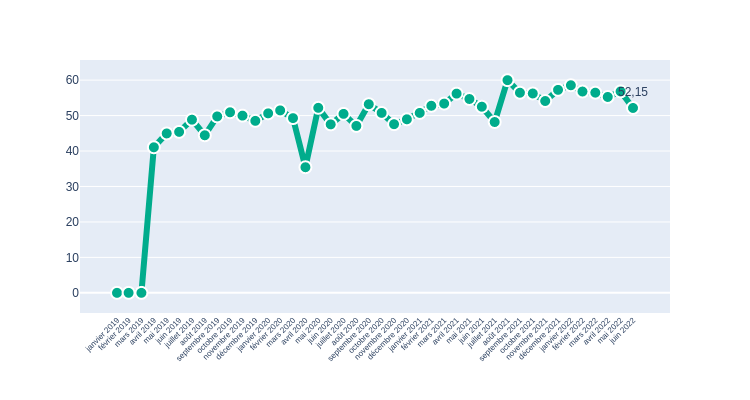 60
50
40
30
20
10
0
52,15
janvier 2019
février 2019
mars 2019
avril 2019
mai 2019
juin 2019
juillet 2019
août 2019
septembre 2019
octobre 2019
novembre 2019
décembre 2019
janvier 2020
février 2020
mars 2020
avril 2020
mai 2020
juin 2020
juillet 2020
août 2020
septembre 2020
octobre 2020
novembre 2020
décembre 2020
janvier 2021
février 2021
mars 2021
avril 2021
mai 2021
juin 2021
juillet 2021
août 2021
septembre 2021
octobre 2021
novembre 2021
décembre 2021
janvier 2022
février 2022
mars 2022
avril 2022
mai 2022
juin 2022